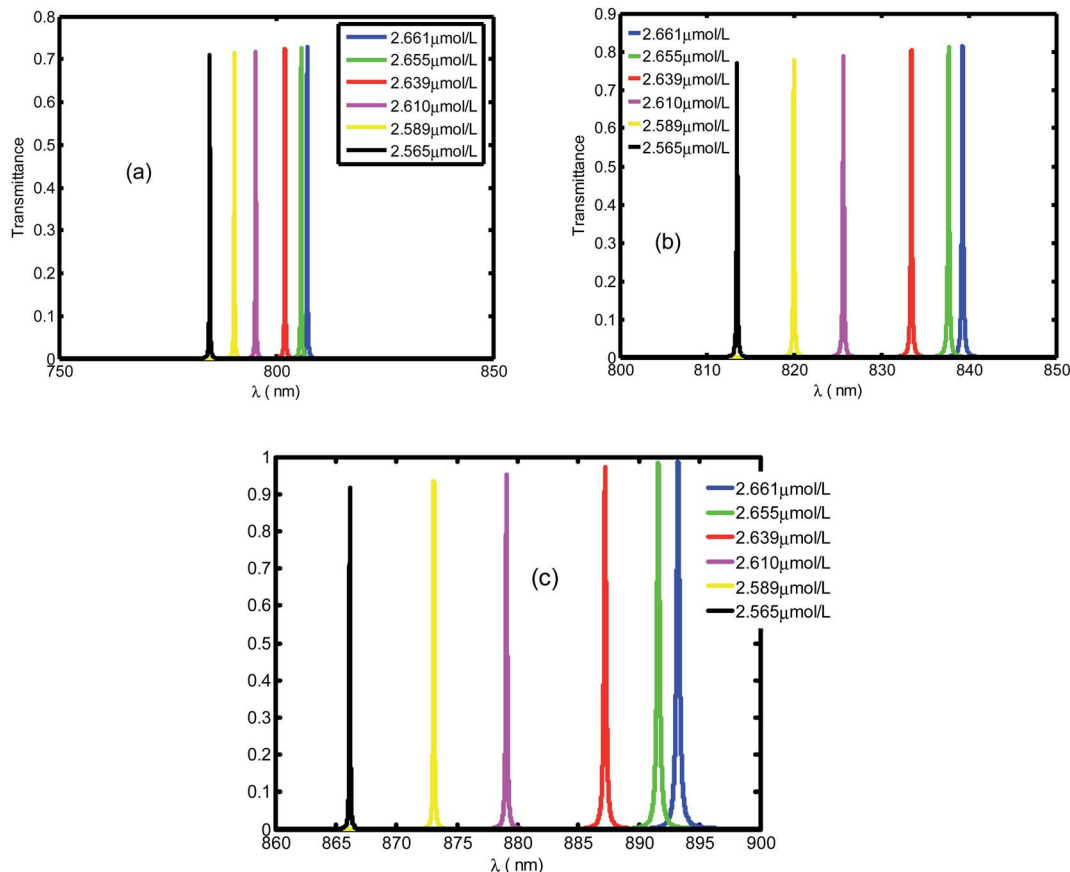 0.8
0.7
0.6
0.5
0.4
0.3
0.2
0.1
0
Transmittance
750
800
850
λ ( nm)
(a)
2.661μmol/L
2.655μmol/L
2.639μmol/L
2.610μmol/L
2.589μmol/L
2.565μmol/L
0.9
0.8
0.7
0.6
0.5
0.4
0.3
0.2
0.1
0
Transmittance
800
810
820
830
840
850
λ ( nm)
(b)
2.661μmol/L
2.655μmol/L
2.639μmol/L
2.610μmol/L
2.589μmol/L
2.565μmol/L
1
0.9
0.8
0.7
0.6
0.5
0.4
0.3
0.2
0.1
0
Transmittance
860
865
870
875
880
885
890
895
900
λ ( nm)
(c)
2.661μmol/L
2.655μmol/L
2.639μmol/L
2.610μmol/L
2.589μmol/L
2.565μmol/L